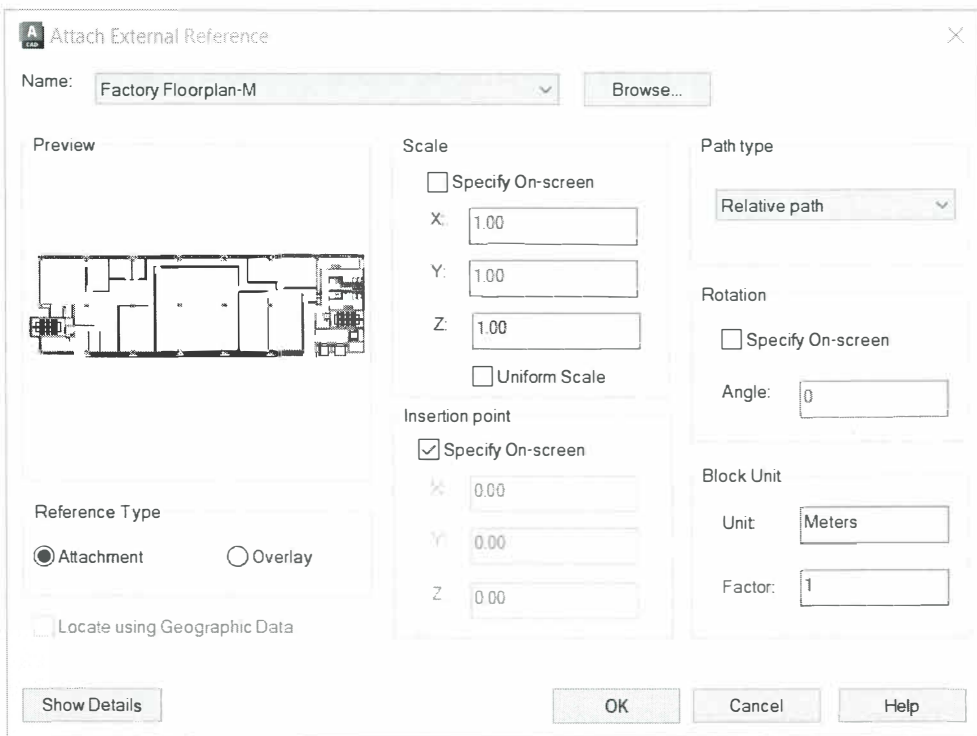 A
CAD
Attach External Reference
Name:
Factory Floorplan-M
Browse...
Preview
Reference Type
Attachment
Overlay
Locate using Geographic Data
Scale
Specify On-screen
X:
1.00
Y:
1.00
Z:
1.00
Uniform Scale
Insertion point
Specify On-screen
X:
0.00
Y:
0.00
Z
0.00
Path type
Relative path
Rotation
Specify On-screen
Angle:
0
Block Unit
Unit:
Meters
Factor:
1
Show Details
OK
Cancel
Help